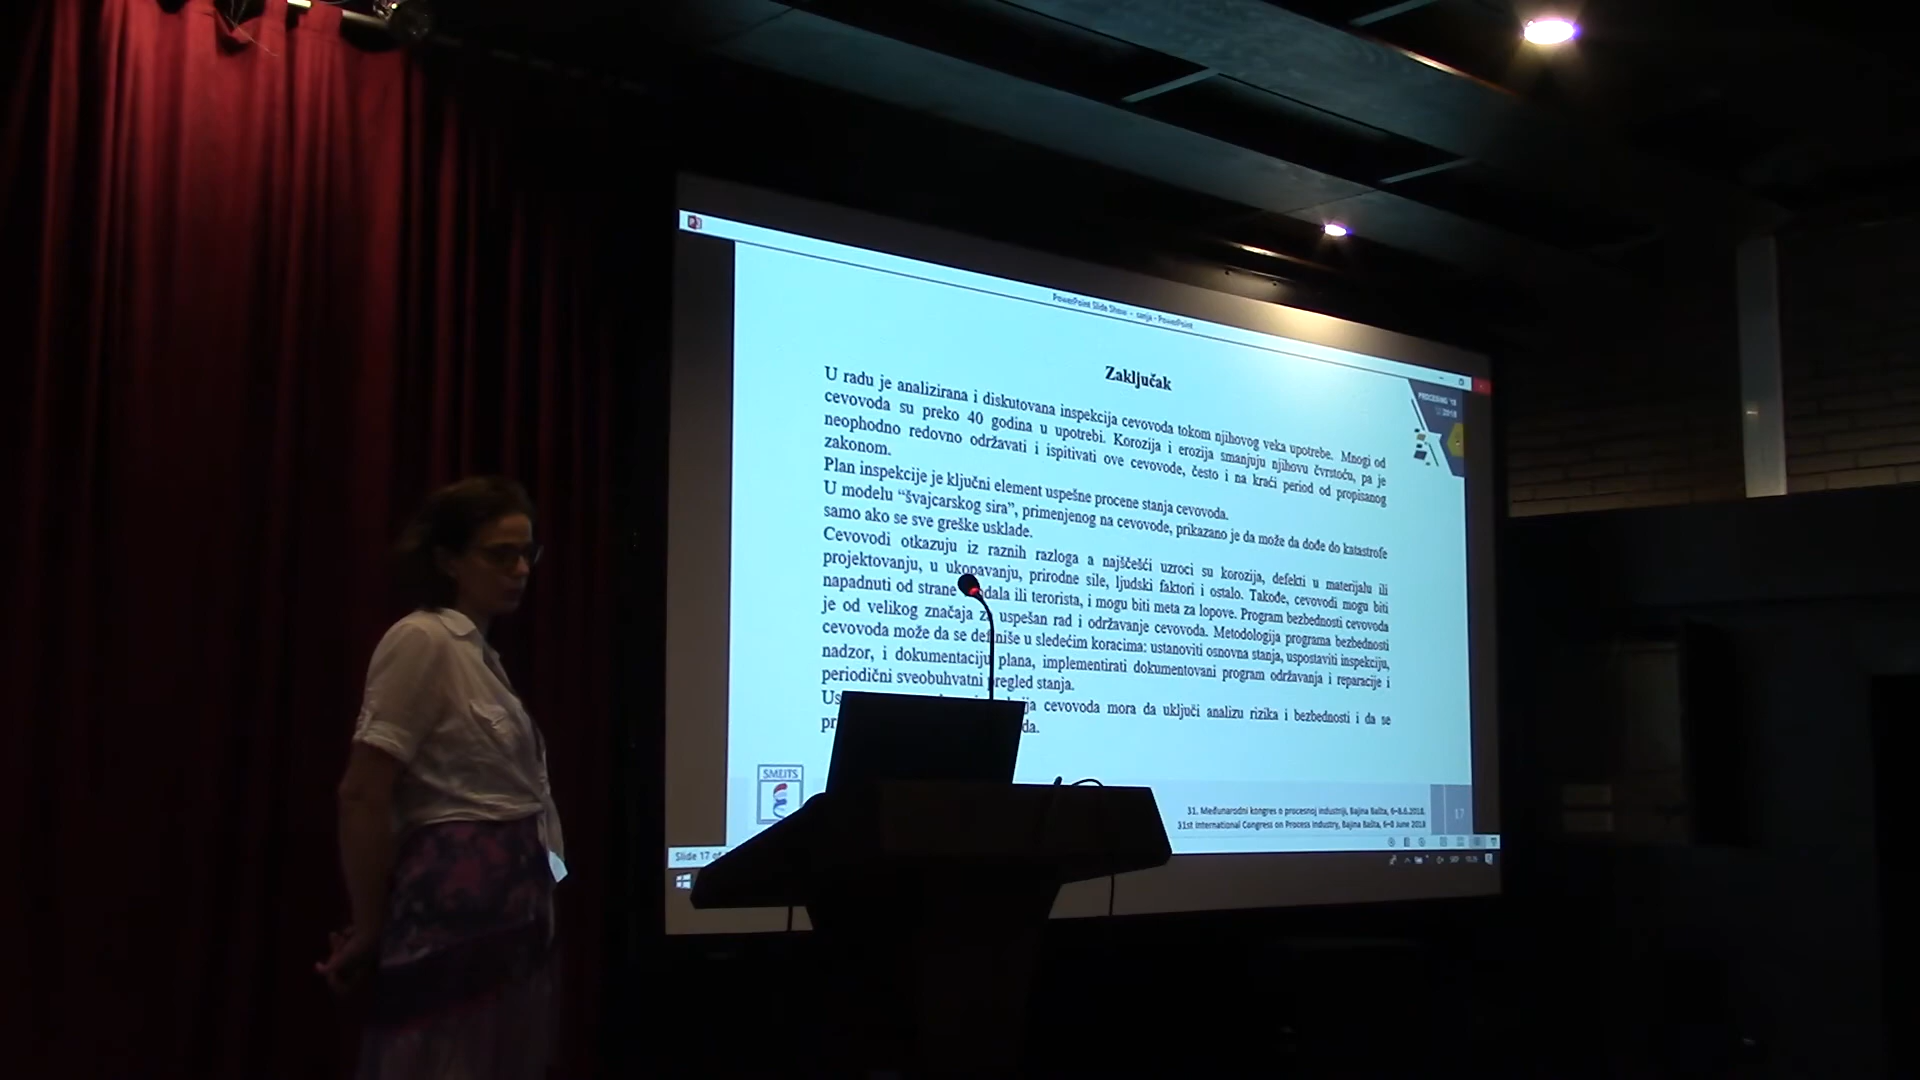 PowerPoint Slide Show - sanja - PowerPoint
Zaključak
PROCESING '18
U radu je analizirana i diskutovana inspekcija cevovoda tokom njihovog veka upotrebe. Mnogi od
cevovoda su preko 40 godina u upotrebi. Korozija i erozija smanjuju njihovu čvrstoću, pa je
neophodno redovno održavati i ispitivati ove cevovode, često i na kraći period od propisanog
zakonom.
Plan inspekcije je ključni element uspešne procene stanja cevovoda.
U modelu “švajcarskog sira”, primenjenog na cevovode, prikazano je da može da dođe do katastrofe
samo ako se sve greške usklade.
Cevovodi otkazuju iz raznih razloga a najščešći uzroci su korozija, defekti u materijalu ili
projektovanju, u ukopavanju, prirodne sile, ljudski faktori i ostalo. Takođe, cevovodi mogu biti
napadnuti od strane ili terorista, i mogu biti meta za lopove. Program bezbednosti cevovoda
je od velikog značaja za uspešan rad i održavanje cevovoda. Metodologija programa bezbednosti
cevovoda može da se definiše u sledećim koracima: ustanoviti osnovna stanja, uspostaviti inspekciju,
nadzor, i dokumentaciju plana, implementirati dokumentovani program održavanja i reparacije i
periodični sveobuhvatni pregled stanja.
cevovoda mora da uključi analizu rizika i bezbednosti i da se
SMEITS
31. Međunarodni kongres o procesnoj industriji, Bajina Bašta, 6–8.6.2018.
31st International Congress on Process Industry, Bajina Bašta, 6–8 June 2018
17
Slide 17 of